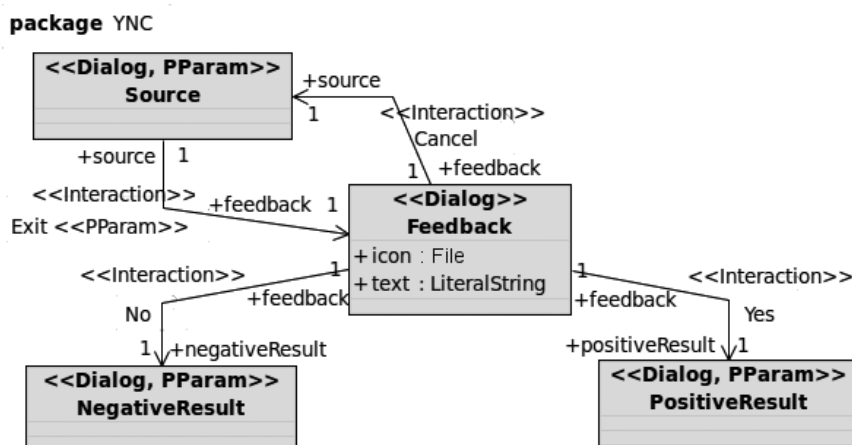 package YNC
<<Dialog, PParam>>
Source
+source
1
<<Interaction>>
Cancel
1
+feedback
+source
1
<<Interaction>>
Exit <<PParam>>
+feedback
1
<<Dialog>>
Feedback
+ icon : File
+ text : LiteralString
1
+feedback
<<Interaction>>
No
1
+negativeResult
<<Dialog, PParam>>
NegativeResult
1
+feedback
<<Interaction>>
Yes
+positiveResult
1
<<Dialog, PParam>>
PositiveResult